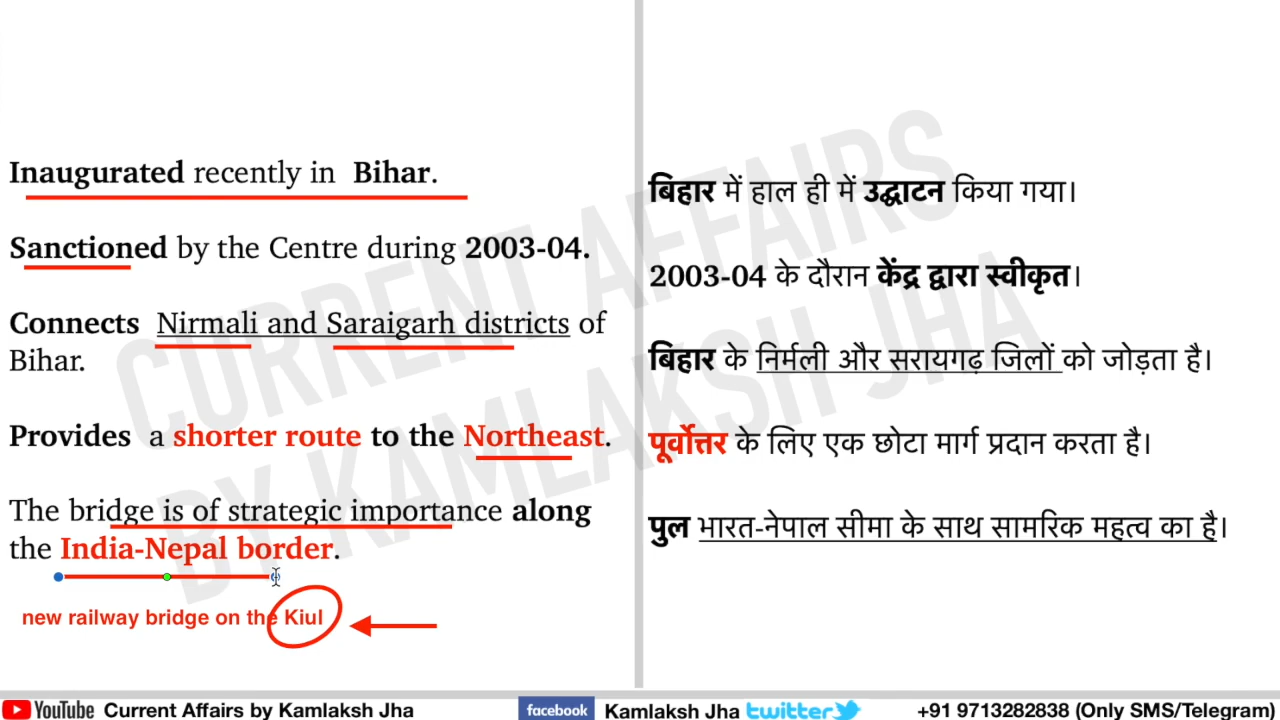 Inaugurated recently in Bihar.
Sanctioned by the Centre during 2003-04.
Connects Nirmali and Saraigarh districts of
Bihar.
Provides a shorter route to the Northeast.
The bridge is of strategic importance along
the India-Nepal border.
new railway bridge on the Kiul
बिहार में हाल ही में उद्घाटन किया गया।
2003-04 के दौरान केंद्र द्वारा स्वीकृत।
बिहार के निर्मली और सरायगढ़ जिलों को जोड़ता है।
पूर्वोत्तर के लिए एक छोटा मार्ग प्रदान करता है।
पुल भारत-नेपाल सीमा के साथ सामरिक महत्व का है।
CURRENT AFFAIRS
BY KAMLAKSH JHA
YouTube Current Affairs by Kamlaksh Jha facebook Kamlaksh Jha twitter +91 9713282838 (Only SMS/Telegram)